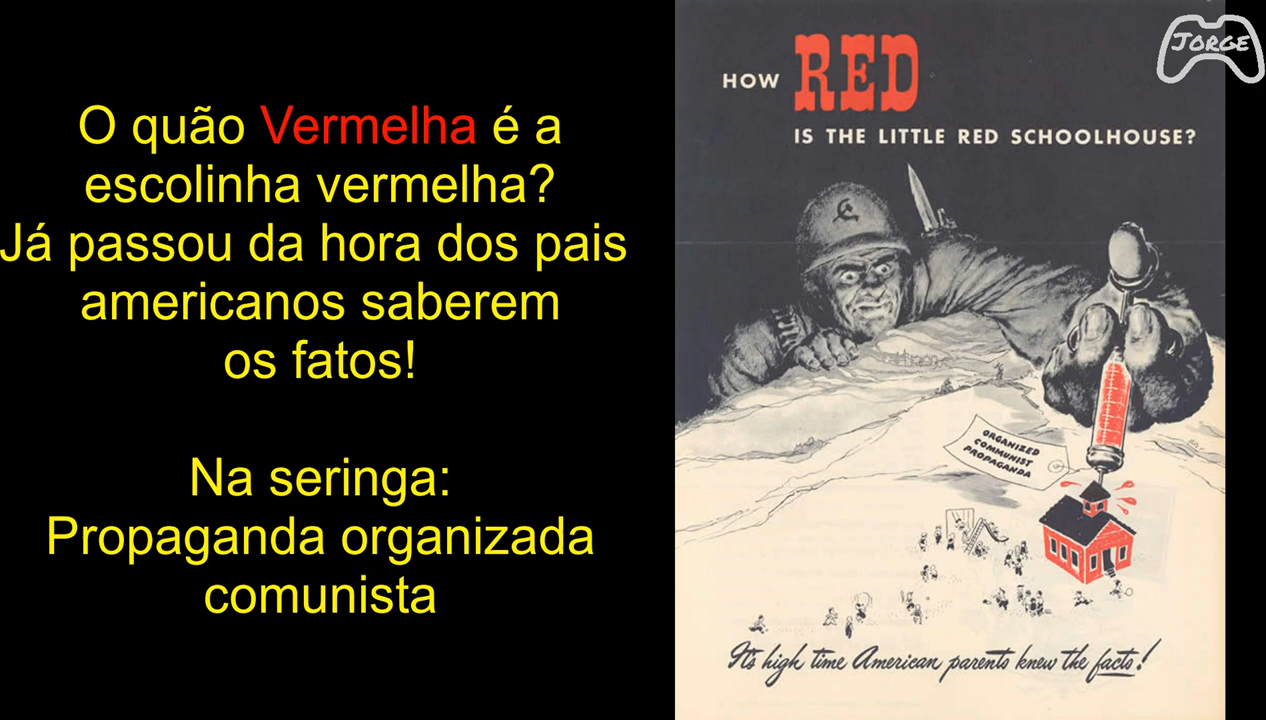 O quão Vermelha é a
escolinha vermelha?
Já passou da hora dos pais
americanos saberem
os fatos!
Na seringa:
Propaganda organizada
comunista
JORGE
HOW RED
IS THE LITTLE RED SCHOOLHOUSE?
ORGANIZED
COMMUNIST
PROPAGANDA
It's high time American parents knew the facts!